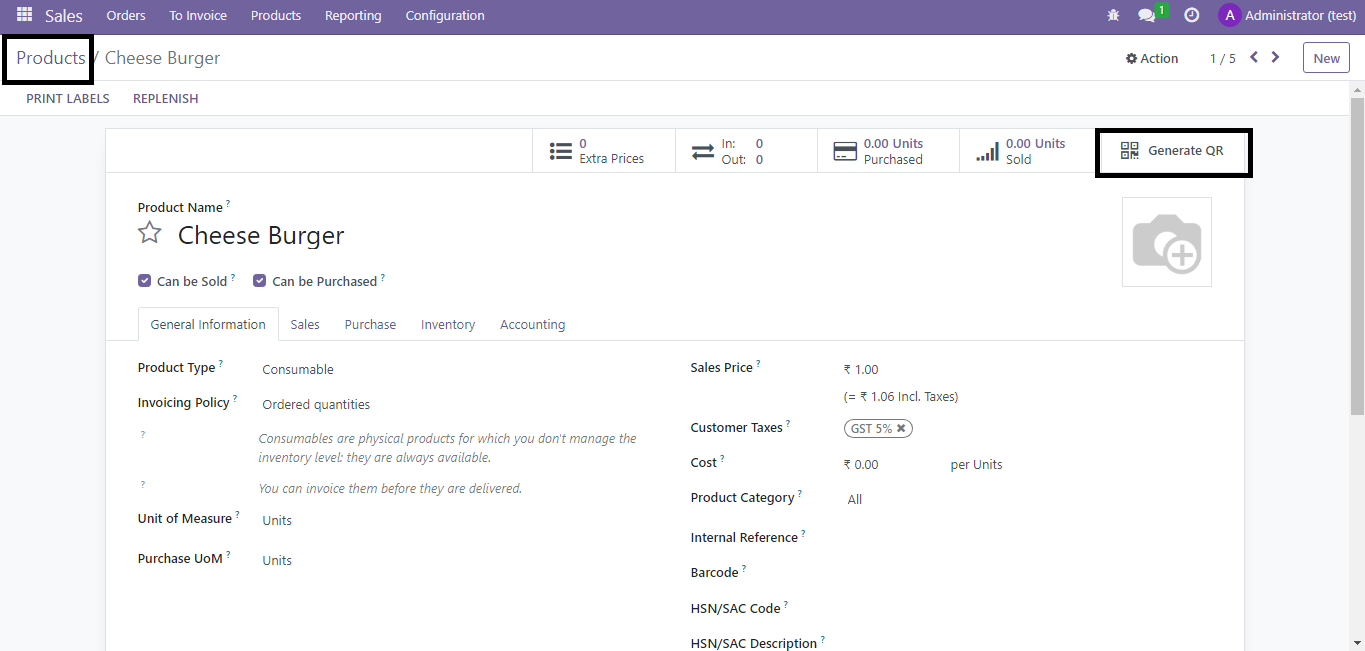 Sales Orders To Invoice Products Reporting Configuration 1 A Administrator (test)
Products / Cheese Burger Action 1 / 5 New
PRINT LABELS REPLENISH
0 Extra Prices
In: 0
Out: 0
0.00 Units Purchased
0.00 Units Sold
Generate QR
Product Name ?
Cheese Burger
Can be Sold ? Can be Purchased ?
General Information Sales Purchase Inventory Accounting
Product Type ? Consumable
Invoicing Policy ? Ordered quantities
? Consumables are physical products for which you don't manage the
inventory level: they are always available.
? You can invoice them before they are delivered.
Unit of Measure ? Units
Purchase UoM ? Units
Sales Price ? ₹ 1.00
(= ₹ 1.06 Incl. Taxes)
Customer Taxes ? GST 5% ✖
Cost ? ₹ 0.00 per Units
Product Category ? All
Internal Reference ?
Barcode ?
HSN/SAC Code ?
HSN/SAC Description ?